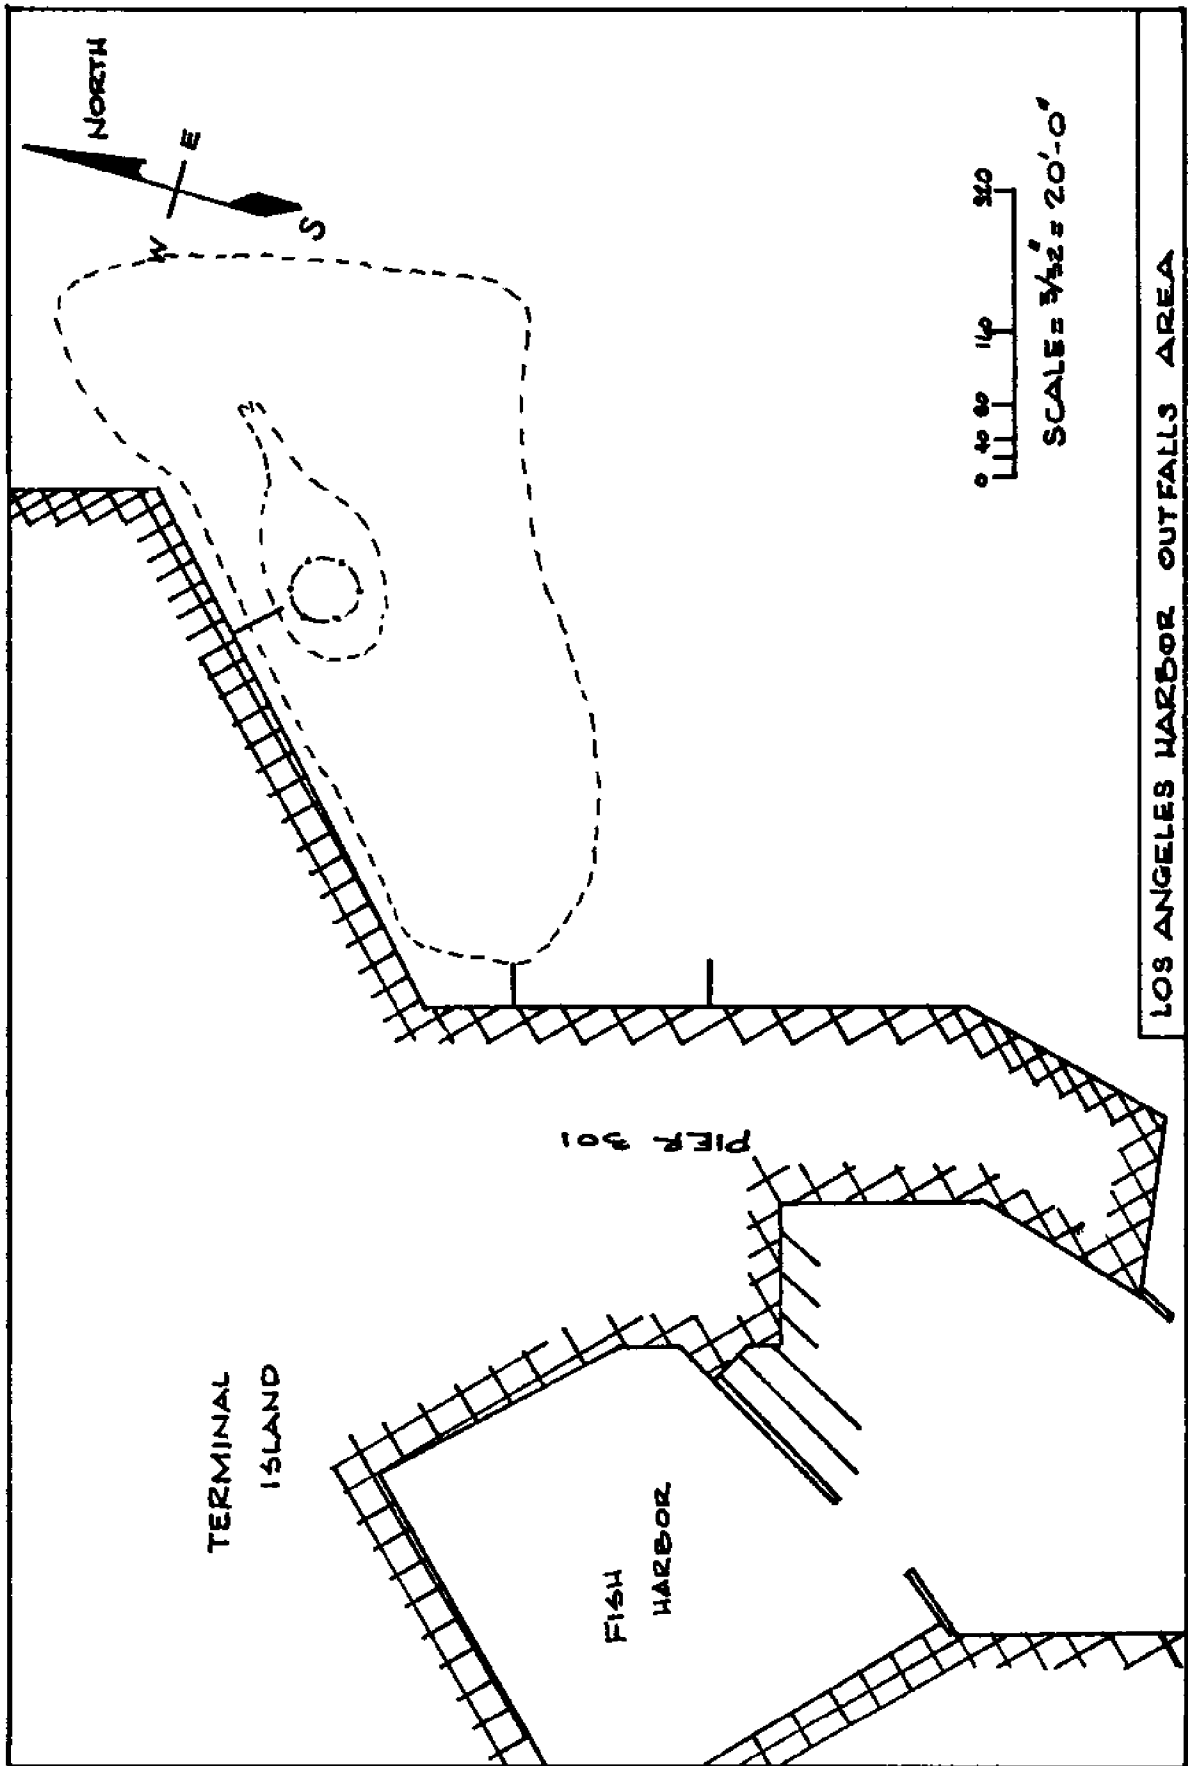 NORTH
W
E
S
TERMINAL
ISLAND
FISH
HARBOR
PIER 301
0 40 80 160 320
SCALE = 3/32" = 20'-0"
LOS ANGELES HARBOR OUTFALLS AREA